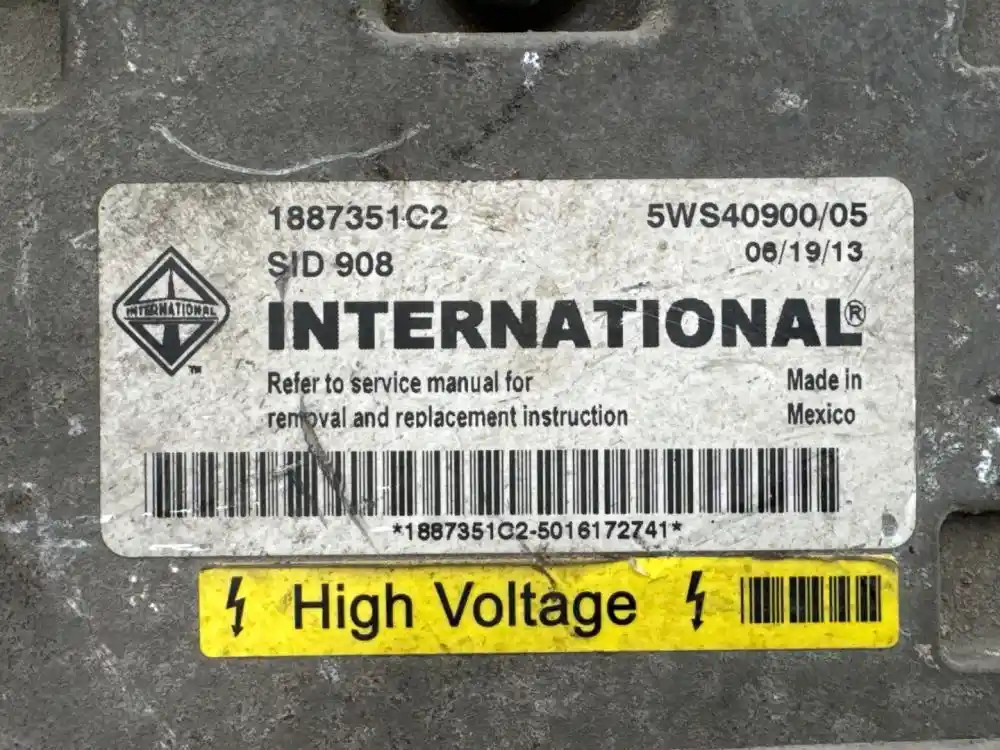 1887351C2
5WS40900/05
SID 908
06/19/13
INTERNATIONAL
INTERNATIONAL®
™
Refer to service manual for
removal and replacement instruction
Made in
Mexico
*1887351C2-5016172741*
High Voltage